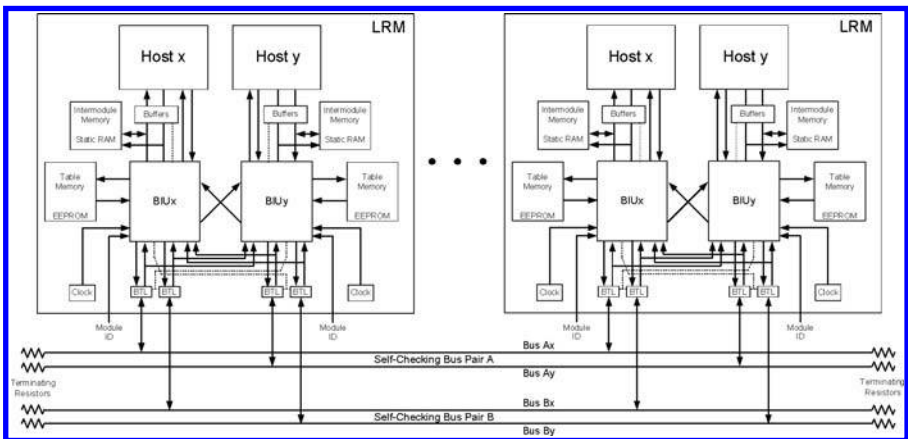 LRM
Host x
Host y
Buffers
Buffers
Intermodule
Memory
Static RAM
Intermodule
Memory
Static RAM
Table
Memory
EEPROM
BIUx
BIUy
Table
Memory
EEPROM
Clock
BTL
BTL
BTL
BTL
Clock
Module
ID
Module
ID
LRM
Host x
Host y
Buffers
Buffers
Intermodule
Memory
Static RAM
Intermodule
Memory
Static RAM
Table
Memory
EEPROM
BIUx
BIUy
Table
Memory
EEPROM
Clock
BTL
BTL
BTL
BTL
Clock
Module
ID
Module
ID
Bus Ax
Self-Checking Bus Pair A
Bus Ay
Terminating
Resistors
Terminating
Resistors
Bus Bx
Self-Checking Bus Pair B
Bus By